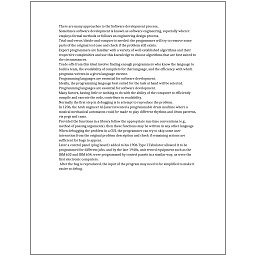 There are many approaches to the Software development process.
Sometimes software development is known as software engineering, especially when it
employs formal methods or follows an engineering design process.
Trial-and-error/divide-and-conquer is needed: the programmer will try to remove some
parts of the original test case and check if the problem still exists.
Expert programmers are familiar with a variety of well-established algorithms and their
respective complexities and use this knowledge to choose algorithms that are best suited to
the circumstances.
Trade-offs from this ideal involve finding enough programmers who know the language to
build a team, the availability of compilers for that language, and the efficiency with which
programs written in a given language execute.
Programming languages are essential for software development.
Ideally, the programming language best suited for the task at hand will be selected.
Programming languages are essential for software development.
Many factors, having little or nothing to do with the ability of the computer to efficiently
compile and execute the code, contribute to readability.
Normally the first step in debugging is to attempt to reproduce the problem.
In 1206, the Arab engineer Al-Jazari invented a programmable drum machine where a
musical mechanical automaton could be made to play different rhythms and drum patterns,
via pegs and cams.
Provided the functions in a library follow the appropriate run-time conventions (e.g.,
method of passing arguments), then these functions may be written in any other language.
When debugging the problem in a GUI, the programmer can try to skip some user
interaction from the original problem description and check if remaining actions are
sufficient for bugs to appear.
Later a control panel (plug board) added to his 1906 Type I Tabulator allowed it to be
programmed for different jobs, and by the late 1940s, unit record equipment such as the
IBM 602 and IBM 604, were programmed by control panels in a similar way, as were the
first electronic computers.
After the bug is reproduced, the input of the program may need to be simplified to make it
easier to debug.